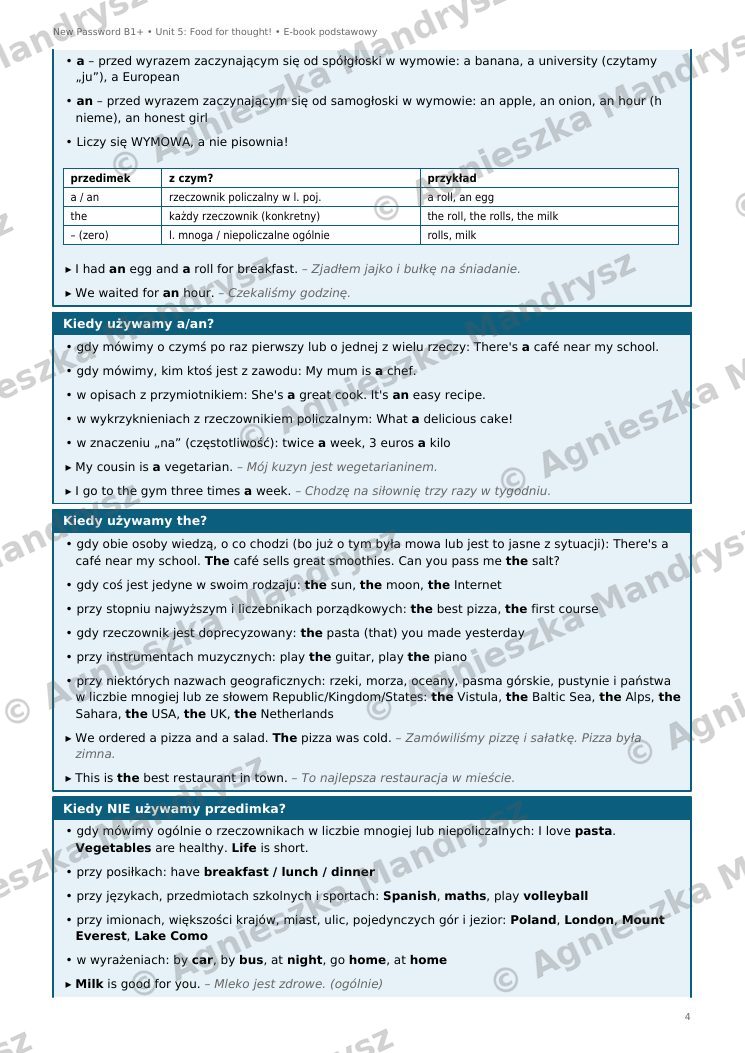 New Password B1+ • Unit 5: Food for thought! • E-book podstawowy
• a – przed wyrazem zaczynającym się od spółgłoski w wymowie: a banana, a university (czytamy
„ju”), a European
• an – przed wyrazem zaczynającym się od samogłoski w wymowie: an apple, an onion, an hour (h
nieme), an honest girl
• Liczy się WYMOWA, a nie pisownia!
przedimek z czym? przykład
a / an rzeczownik policzalny w l. poj. a roll, an egg
the każdy rzeczownik (konkretny) the roll, the rolls, the milk
– (zero) l. mnoga / niepoliczalne ogólnie rolls, milk
▸ I had an egg and a roll for breakfast. – Zjadłem jajko i bułkę na śniadanie.
▸ We waited for an hour. – Czekaliśmy godzinę.
Kiedy używamy a/an?
• gdy mówimy o czymś po raz pierwszy lub o jednej z wielu rzeczy: There's a café near my school.
• gdy mówimy, kim ktoś jest z zawodu: My mum is a chef.
• w opisach z przymiotnikiem: She's a great cook. It's an easy recipe.
• w wykrzyknieniach z rzeczownikiem policzalnym: What a delicious cake!
• w znaczeniu „na” (częstotliwość): twice a week, 3 euros a kilo
▸ My cousin is a vegetarian. – Mój kuzyn jest wegetarianinem.
▸ I go to the gym three times a week. – Chodzę na siłownię trzy razy w tygodniu.
Kiedy używamy the?
• gdy obie osoby wiedzą, o co chodzi (bo już o tym była mowa lub jest to jasne z sytuacji): There's a
café near my school. The café sells great smoothies. Can you pass me the salt?
• gdy coś jest jedyne w swoim rodzaju: the sun, the moon, the Internet
• przy stopniu najwyższym i liczebnikach porządkowych: the best pizza, the first course
• gdy rzeczownik jest doprecyzowany: the pasta (that) you made yesterday
• przy instrumentach muzycznych: play the guitar, play the piano
• przy niektórych nazwach geograficznych: rzeki, morza, oceany, pasma górskie, pustynie i państwa
w liczbie mnogiej lub ze słowem Republic/Kingdom/States: the Vistula, the Baltic Sea, the Alps, the
Sahara, the USA, the UK, the Netherlands
▸ We ordered a pizza and a salad. The pizza was cold. – Zamówiliśmy pizzę i sałatkę. Pizza była
zimna.
▸ This is the best restaurant in town. – To najlepsza restauracja w mieście.
Kiedy NIE używamy przedimka?
• gdy mówimy ogólnie o rzeczownikach w liczbie mnogiej lub niepoliczalnych: I love pasta.
Vegetables are healthy. Life is short.
• przy posiłkach: have breakfast / lunch / dinner
• przy językach, przedmiotach szkolnych i sportach: Spanish, maths, play volleyball
• przy imionach, większości krajów, miast, ulic, pojedynczych gór i jezior: Poland, London, Mount
Everest, Lake Como
• w wyrażeniach: by car, by bus, at night, go home, at home
▸ Milk is good for you. – Mleko jest zdrowe. (ogólnie)
4
© Agnieszka Mandrysz